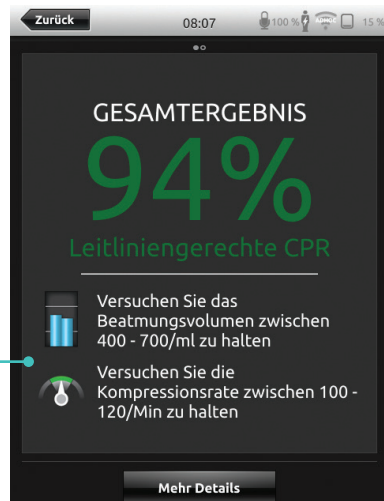 Zurück
08:07
100 %
15 %
GESAMTERGEBNIS
94%
Leitliniengerechte CPR
Versuchen Sie das
Beatmungsvolumen zwischen
400 - 700/ml zu halten
Versuchen Sie die
Kompressionsrate zwischen 100 -
120/Min zu halten
Mehr Details